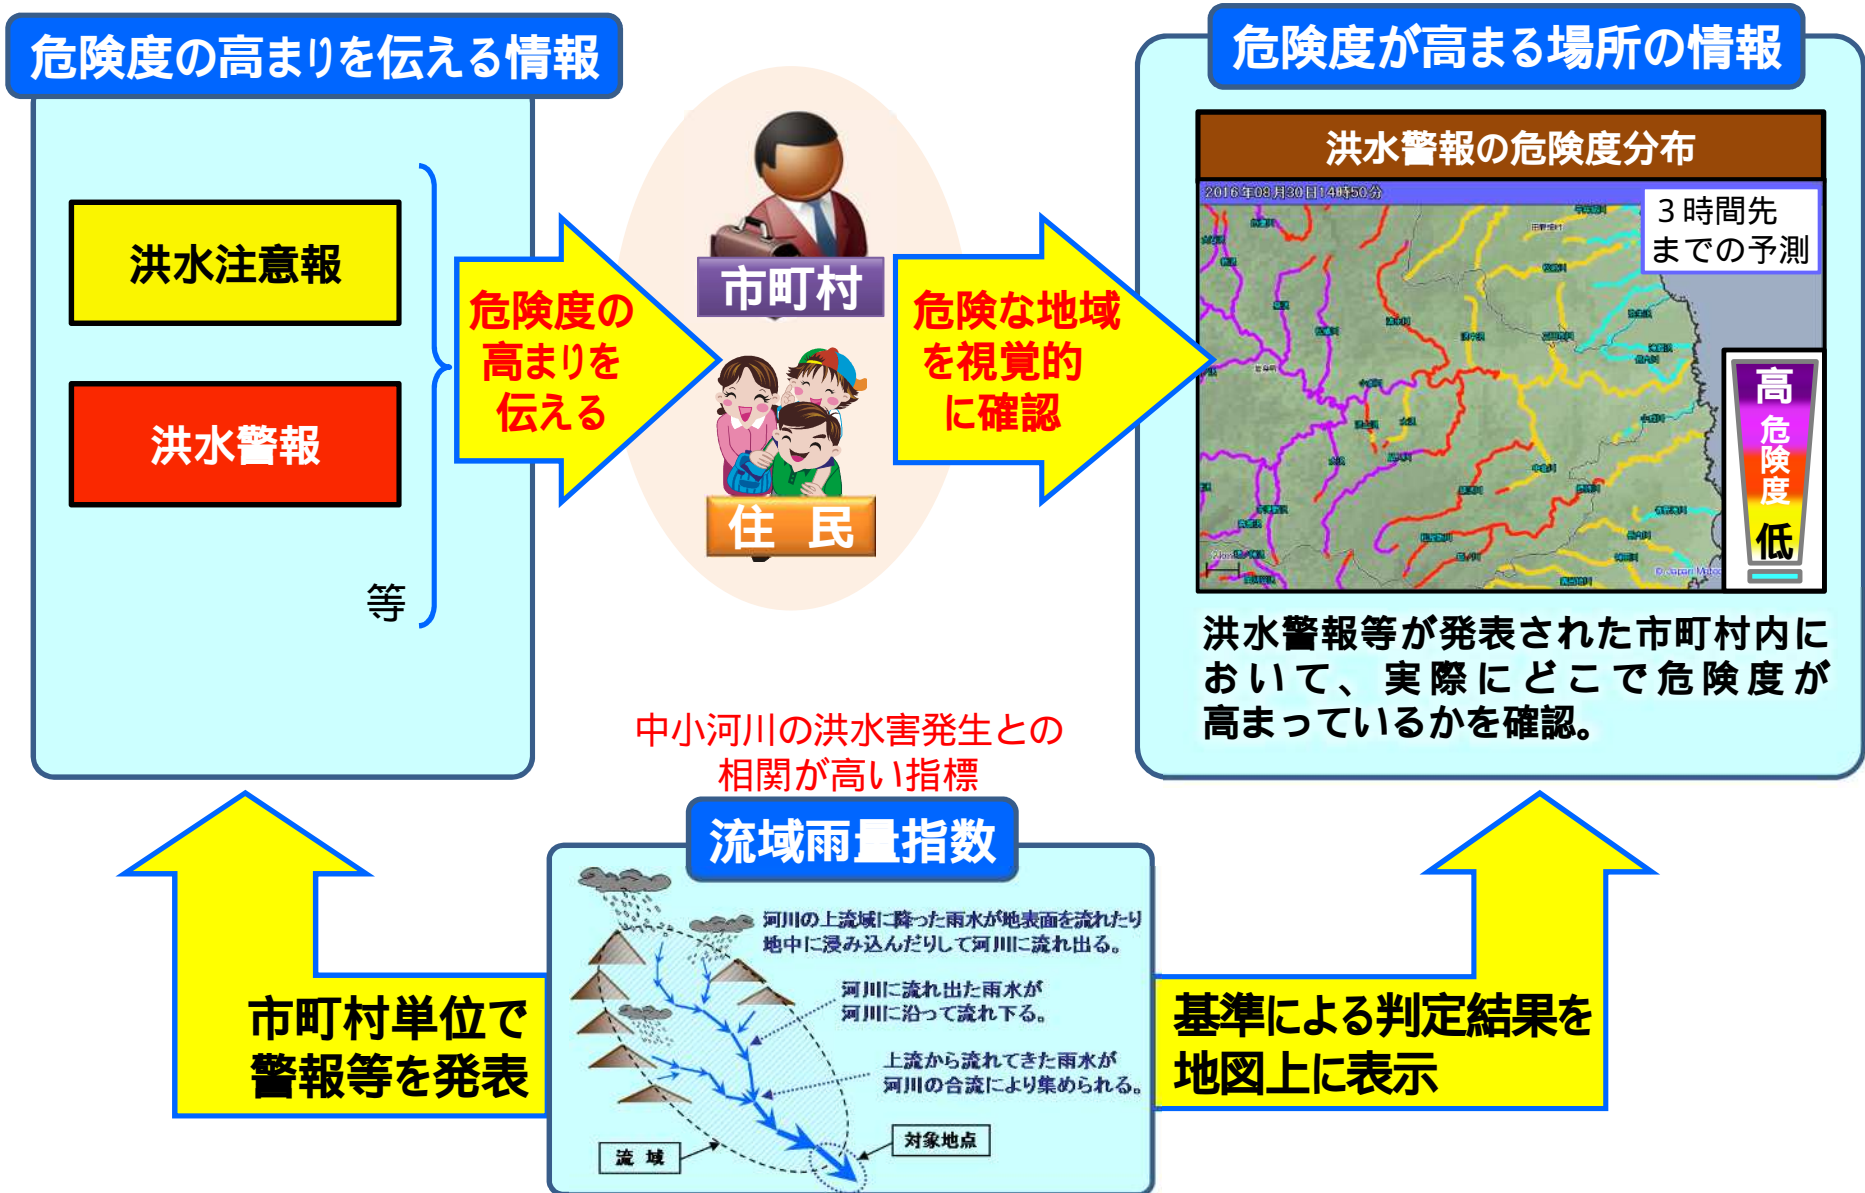 危険度の高まりを伝える情報
洪水注意報
洪水警報
等
危険度の
高まりを
伝える
市町村
住 民
危険な地域
を視覚的
に確認
危険度が高まる場所の情報
洪水警報の危険度分布
2016年08月30日14時50分
3時間先
までの予測
高
危険度
低
洪水警報等が発表された市町村内に
おいて、実際にどこで危険度が
高まっているかを確認。
中小河川の洪水害発生との
相関が高い指標
流域雨量指数
河川の上流域に降った雨水が地表面を流れたり
地中に浸み込んだりして河川に流れ出る。
河川に流れ出た雨水が
河川に沿って流れ下る。
上流から流れてきた雨水が
河川の合流により集められる。
対象地点
流 域
市町村単位で
警報等を発表
基準による判定結果を
地図上に表示